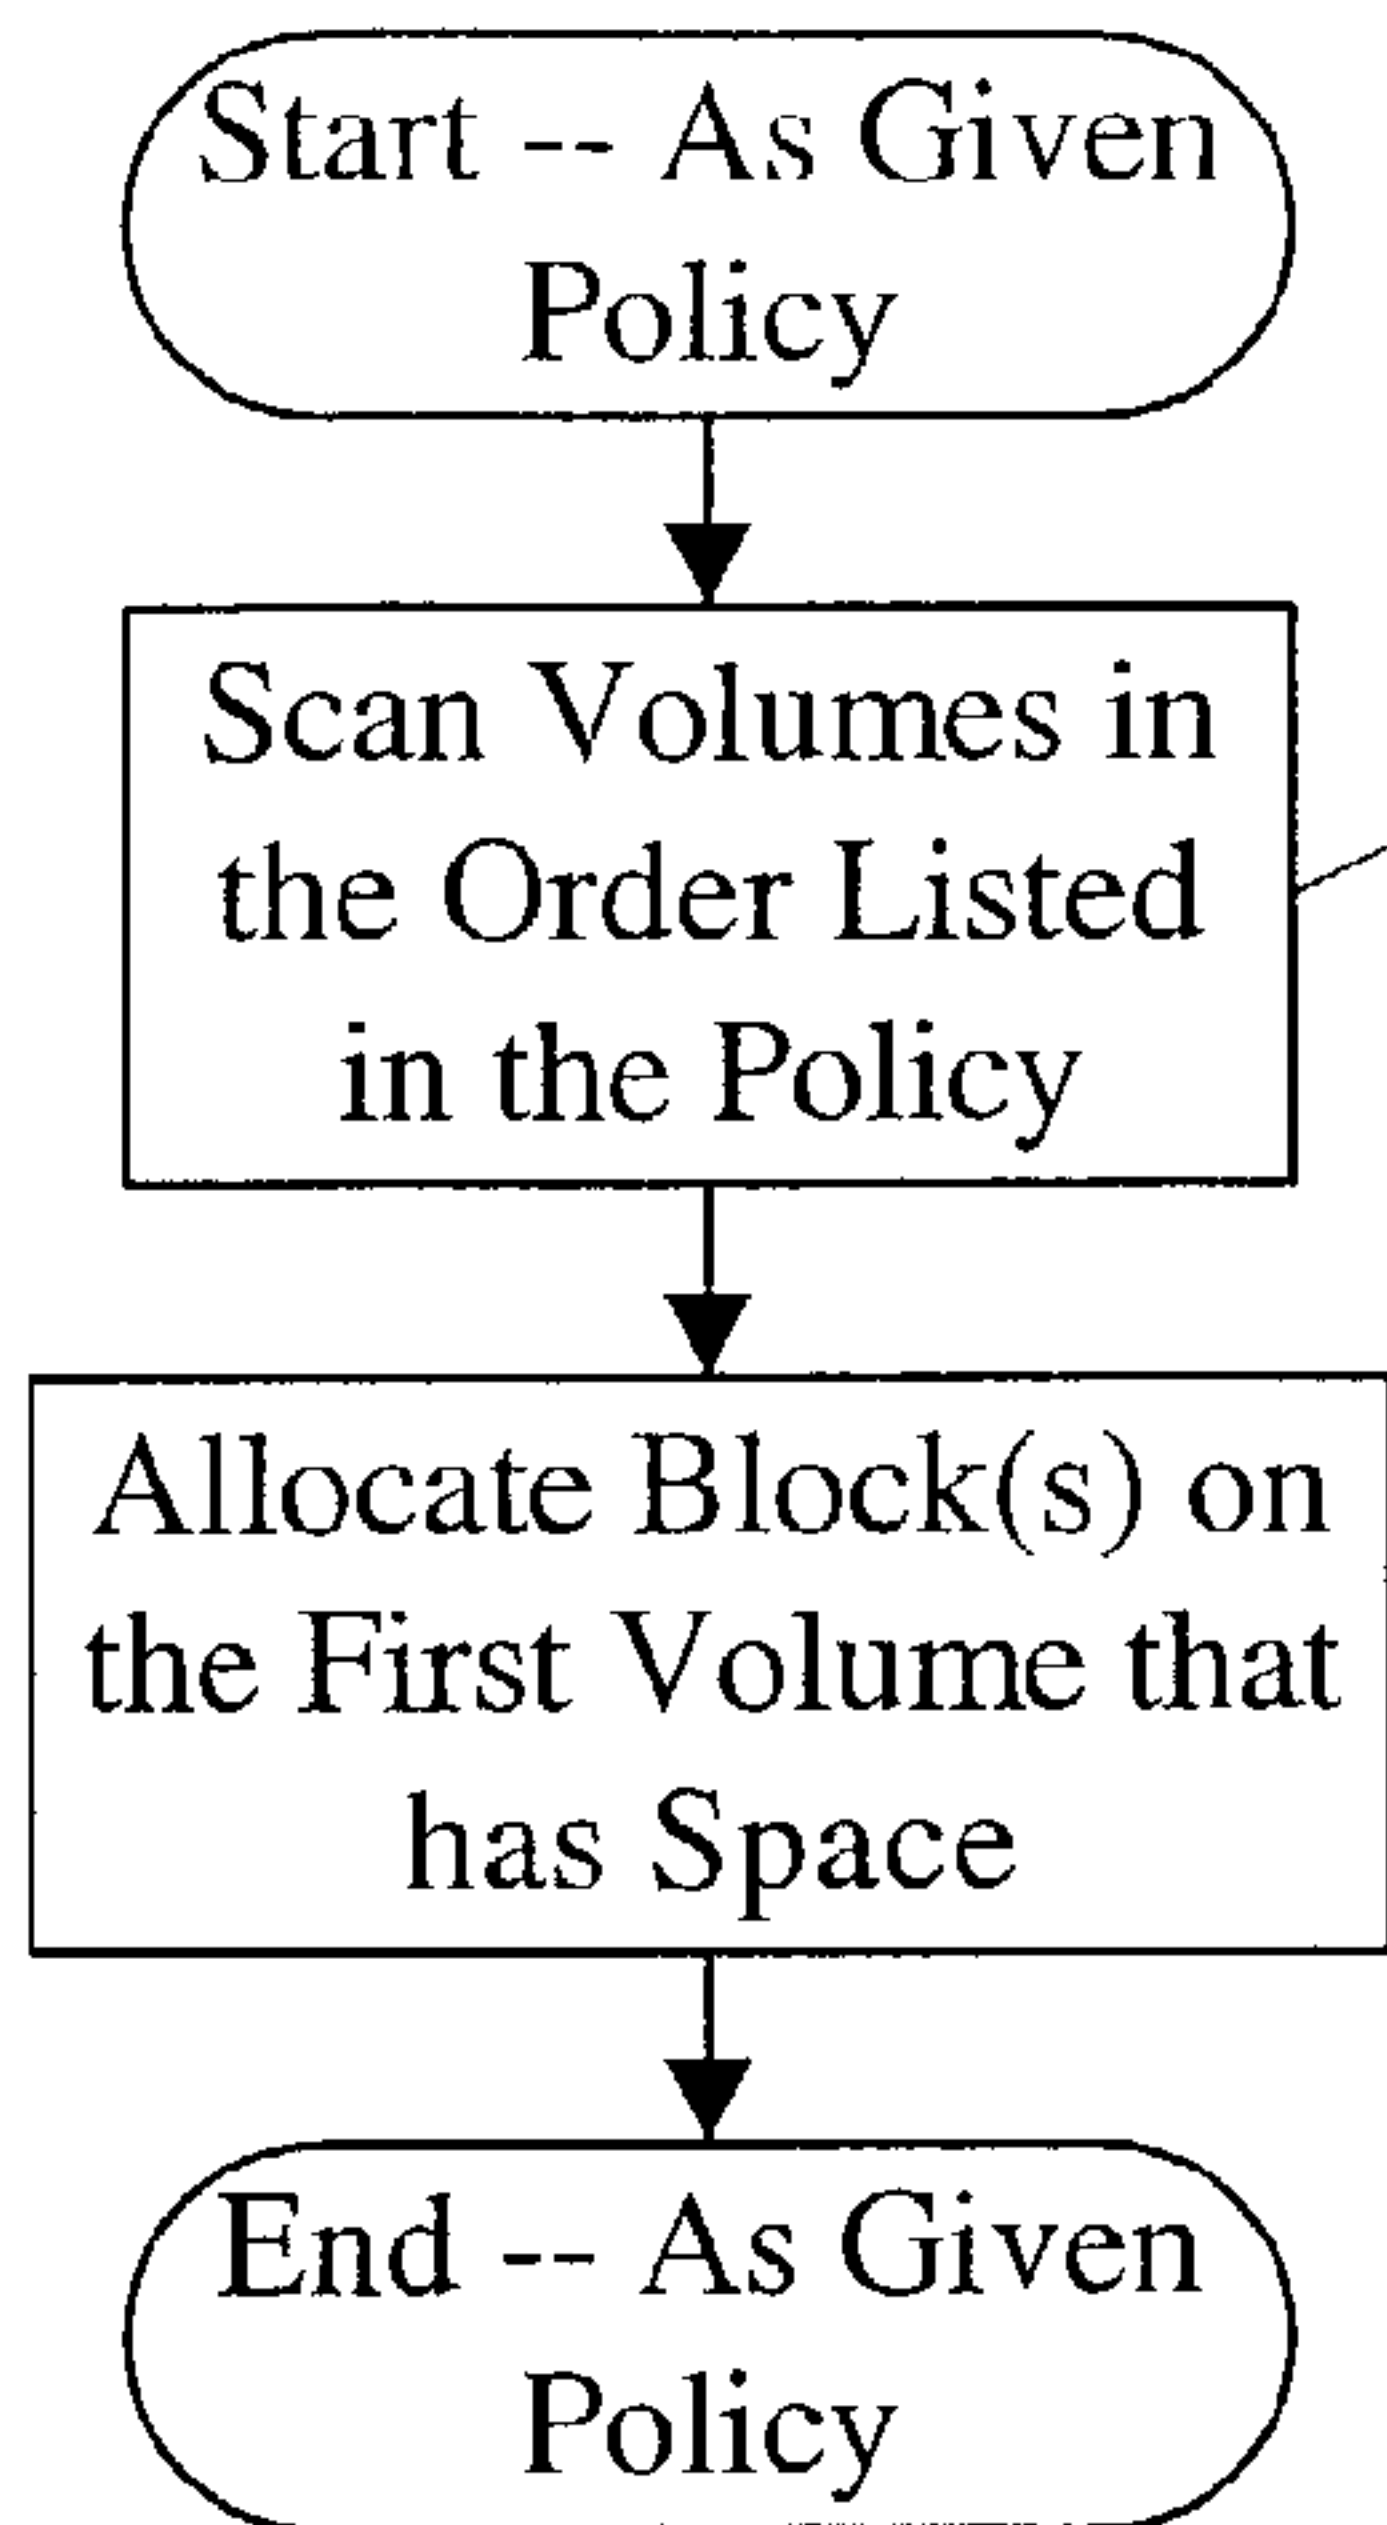 Start -- As Given
Policy
Scan Volumes in
the Order Listed
in the Policy
Allocate Block(s) on
the First Volume that
has Space
End -- As Given
Policy